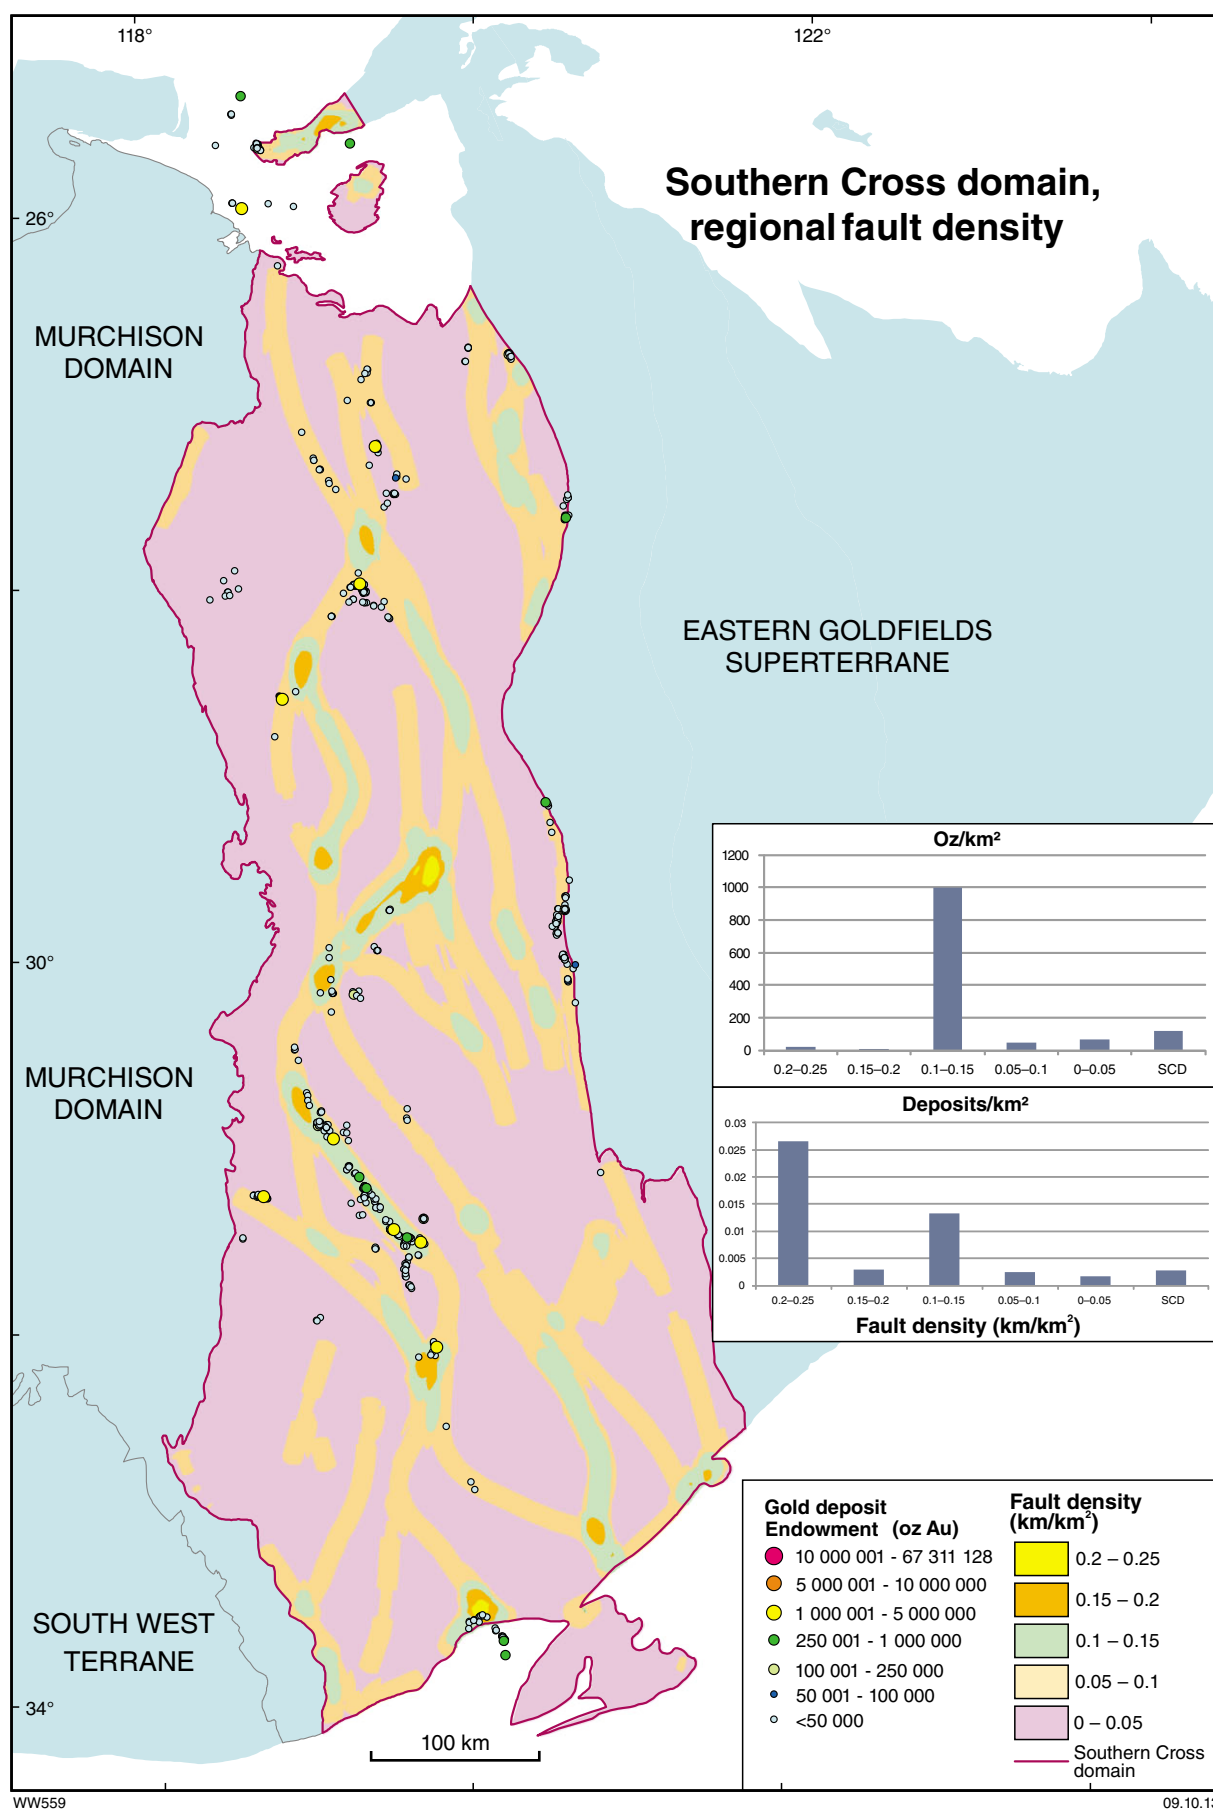 118°
122°
Southern Cross domain,
regional fault density
26°
MURCHISON
DOMAIN
EASTERN GOLDFIELDS
SUPERTERRANE
Oz/km²
1200
1000
800
600
400
200
0
0.2–0.25 0.15–0.2 0.1–0.15 0.05–0.1 0–0.05 SCD
30°
MURCHISON
DOMAIN
Deposits/km²
0.03
0.025
0.02
0.015
0.01
0.005
0
0.2–0.25 0.15–0.2 0.1–0.15 0.05–0.1 0–0.05 SCD
Fault density (km/km²)
Gold deposit
Endowment (oz Au)
10 000 001 - 67 311 128
5 000 001 - 10 000 000
1 000 001 - 5 000 000
250 001 - 1 000 000
100 001 - 250 000
50 001 - 100 000
<50 000
Fault density
(km/km²)
0.2 – 0.25
0.15 – 0.2
0.1 – 0.15
0.05 – 0.1
0 – 0.05
Southern Cross
domain
SOUTH WEST
TERRANE
34°
100 km
WW559
09.10.13